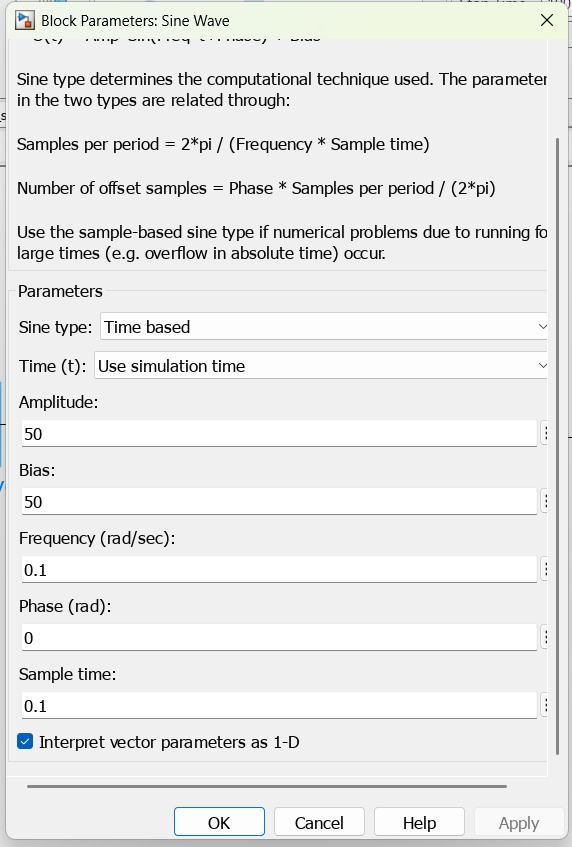 Block Parameters: Sine Wave
Sine type determines the computational technique used. The parameter
in the two types are related through:
Samples per period = 2*pi / (Frequency * Sample time)
Number of offset samples = Phase * Samples per period / (2*pi)
Use the sample-based sine type if numerical problems due to running fo
large times (e.g. overflow in absolute time) occur.
Parameters
Sine type: Time based
Time (t): Use simulation time
Amplitude:
50
Bias:
50
Frequency (rad/sec):
0.1
Phase (rad):
0
Sample time:
0.1
Interpret vector parameters as 1-D
OK Cancel Help Apply